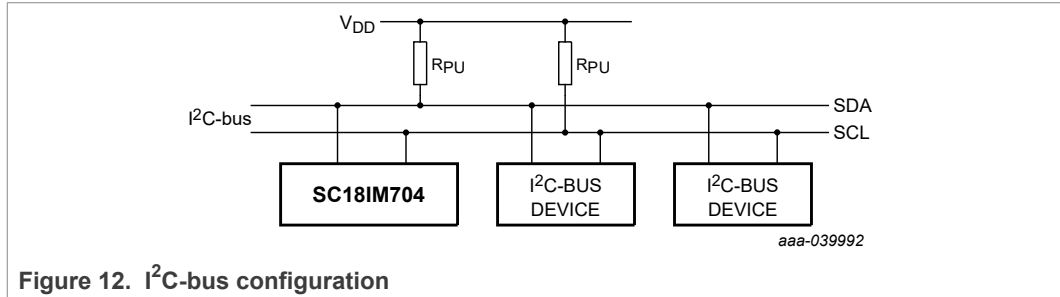 VDD
RPU RPU
SDA
I2C-bus
SCL
SC18IM704
I2C-BUS
DEVICE
I2C-BUS
DEVICE
aaa-039992
Figure 12. I2C-bus configuration